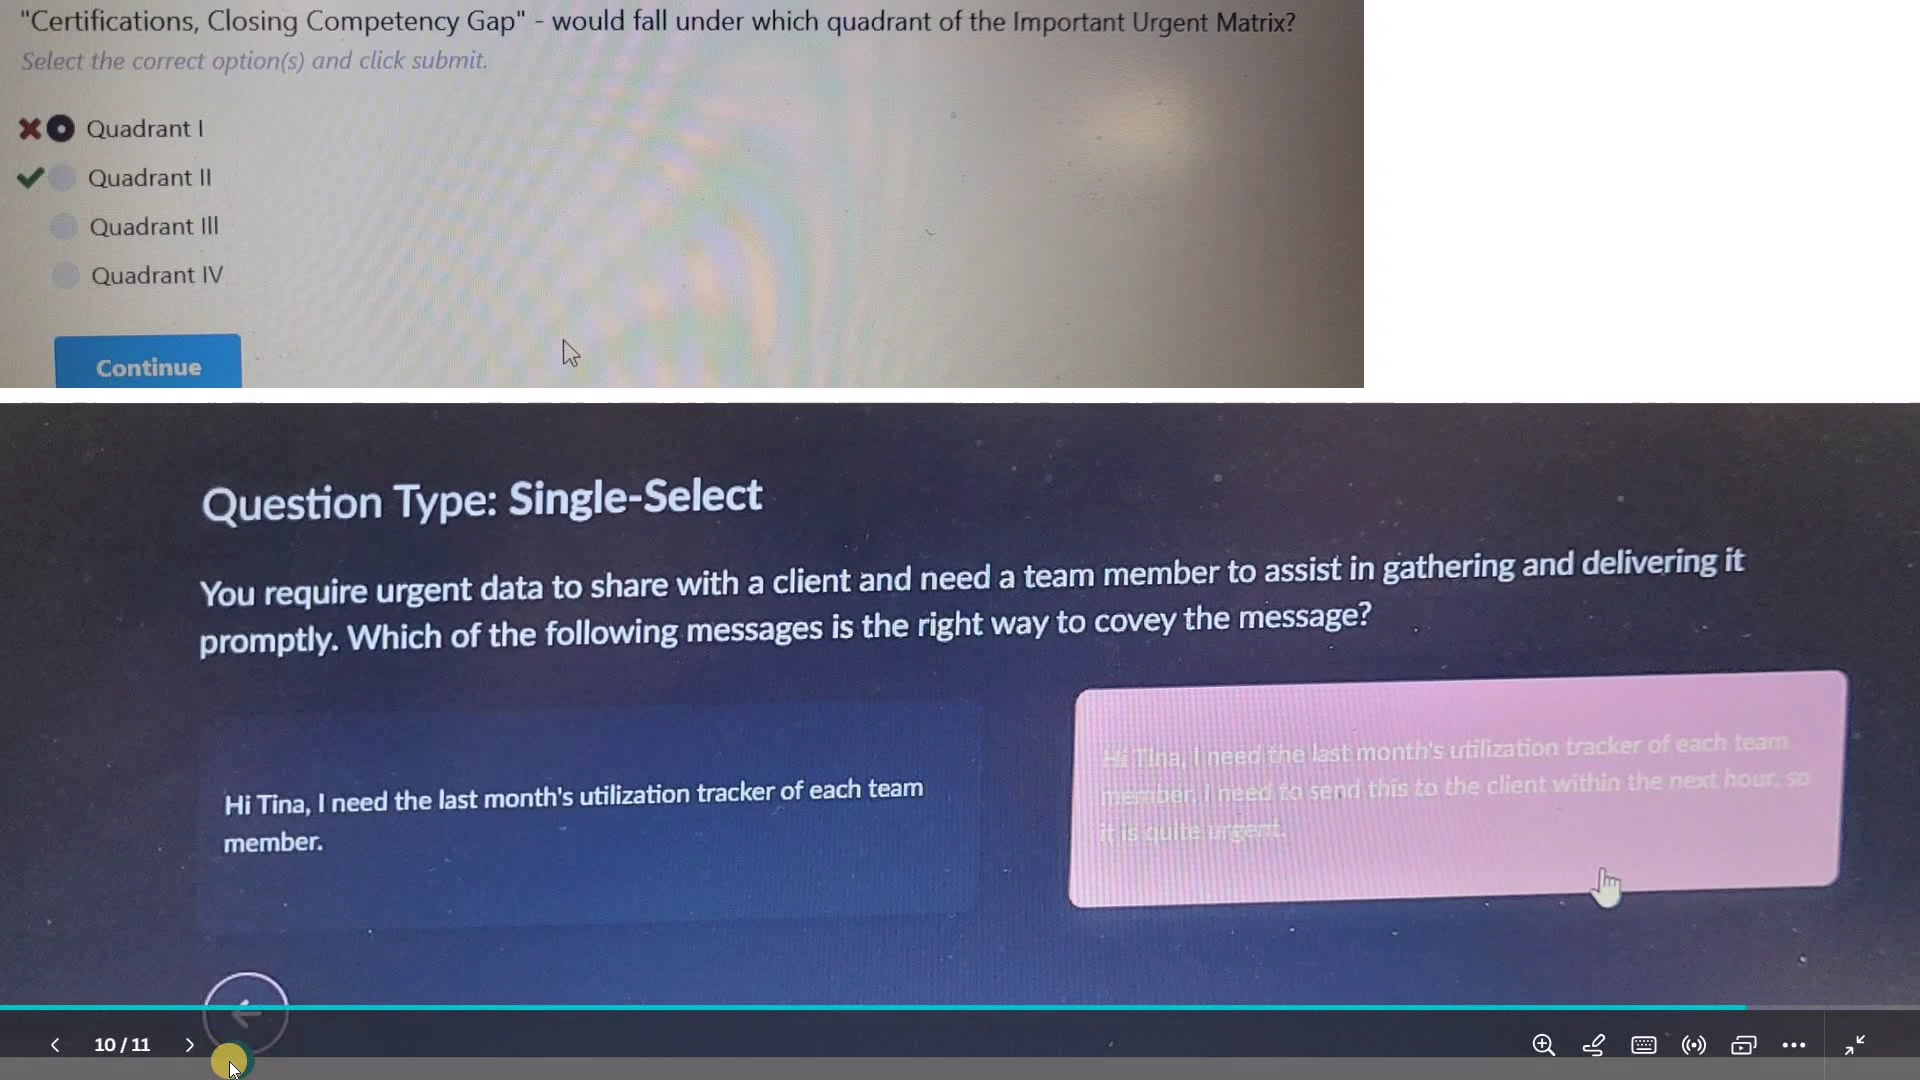 "Certifications, Closing Competency Gap" - would fall under which quadrant of the Important Urgent Matrix?
Select the correct option(s) and click submit.
Quadrant I
Quadrant II
Quadrant III
Quadrant IV
Continue
Question Type: Single-Select
You require urgent data to share with a client and need a team member to assist in gathering and delivering it
promptly. Which of the following messages is the right way to covey the message?
Hi Tina, I need the last month's utilization tracker of each team
member.
Hi Tina, I need the last month's utilization tracker of each team
member. I need to send this to the client within the next hour, so
it is quite urgent.
10 / 11